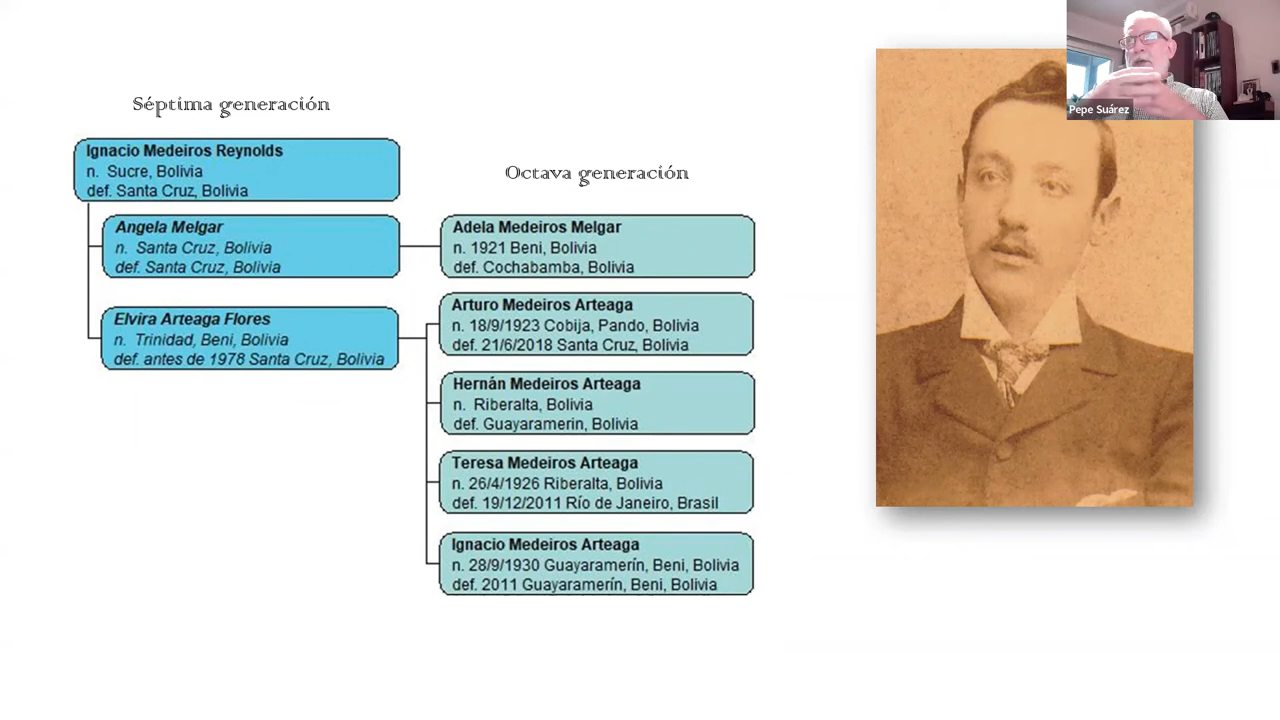 Séptima generación
Ignacio Medeiros Reynolds
n.  Sucre, Bolivia
def. Santa Cruz, Bolivia
Angela Melgar
n.  Santa Cruz, Bolivia
def. Santa Cruz, Bolivia
Elvira Arteaga Flores
n.  Trinidad, Beni, Bolivia
def. antes de 1978 Santa Cruz, Bolivia
Octava generación
Adela Medeiros Melgar
n. 1921 Beni, Bolivia
def. Cochabamba, Bolivia
Arturo Medeiros Arteaga
n. 18/9/1923 Cobija, Pando, Bolivia
def. 21/6/2018 Santa Cruz, Bolivia
Hernán Medeiros Arteaga
n.  Riberalta, Bolivia
def. Guayaramerin, Bolivia
Teresa Medeiros Arteaga
n. 26/4/1926 Riberalta, Bolivia
def. 19/12/2011 Río de Janeiro, Brasil
Ignacio Medeiros Arteaga
n. 28/9/1930 Guayaramerín, Beni, Bolivia
def. 2011 Guayaramerín, Beni, Bolivia
Pepe Suárez